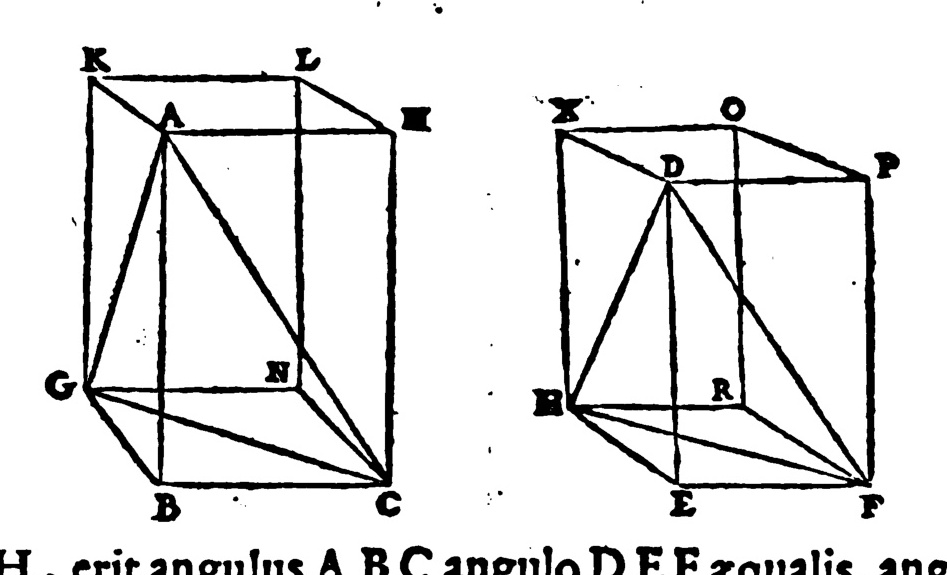 K L
A M
X O
D P
G N
H R
B C
E F
H, erit angulus A B C angulo D E F æqualis, ang